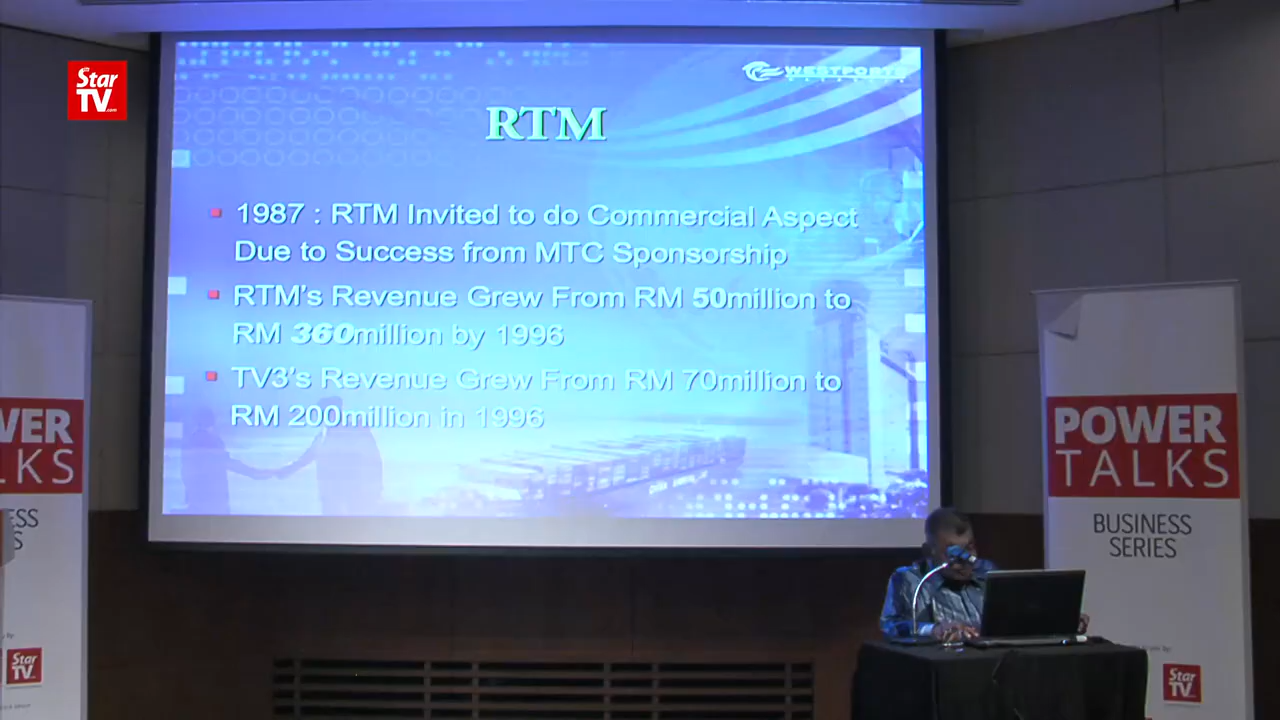 Star
TV.com
WESTPORTS
RTM
1987 : RTM Invited to do Commercial Aspect
Due to Success from MTC Sponsorship
RTM's Revenue Grew From RM 50million to
RM 360million by 1996
TV3's Revenue Grew From RM 70million to
RM 200million in 1996
WER
LKS
ESS
S
Star
TV
POWER
TALKS
BUSINESS
SERIES
Star
TV